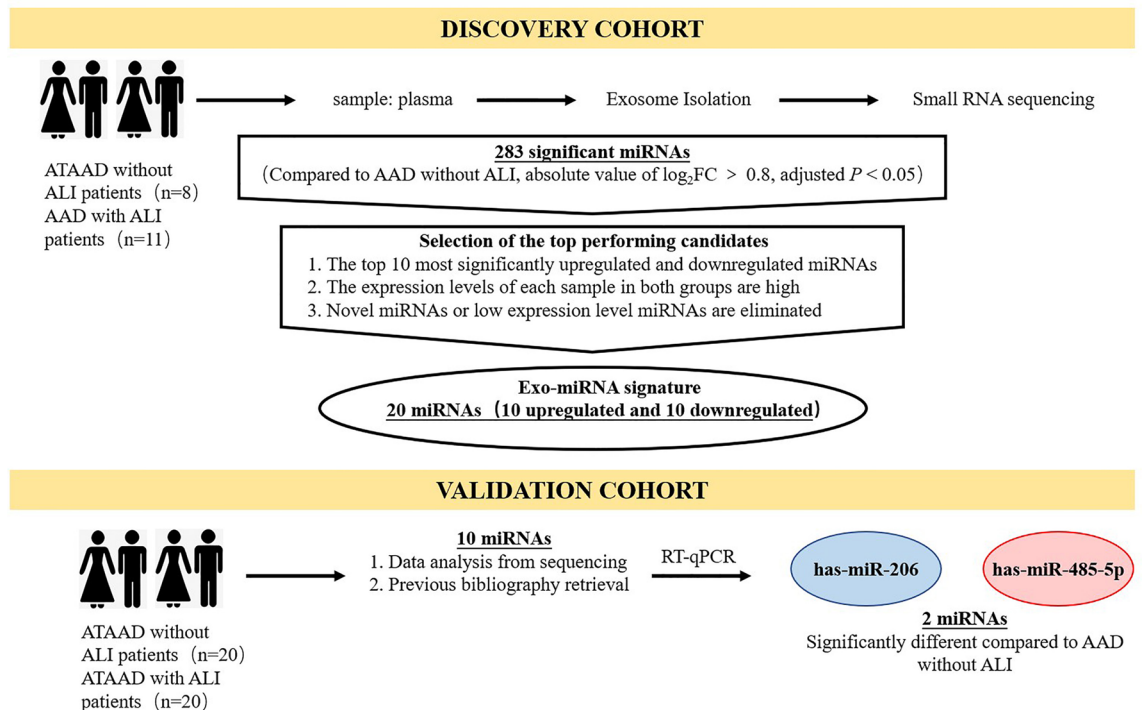 DISCOVERY COHORT
sample: plasma
Exosome Isolation
Small RNA sequencing
ATAAD without
ALI patients（n=8）
AAD with ALI
patients（n=11）
283 significant miRNAs
（Compared to AAD without ALI, absolute value of log₂FC > 0.8, adjusted P < 0.05）
Selection of the top performing candidates
1. The top 10 most significantly upregulated and downregulated miRNAs
2. The expression levels of each sample in both groups are high
3. Novel miRNAs or low expression level miRNAs are eliminated
Exo-miRNA signature
20 miRNAs（10 upregulated and 10 downregulated）
VALIDATION COHORT
ATAAD without
ALI patients（n=20）
ATAAD with ALI
patients（n=20）
10 miRNAs
1. Data analysis from sequencing
2. Previous bibliography retrieval
RT-qPCR
has-miR-206
has-miR-485-5p
2 miRNAs
Significantly different compared to AAD
without ALI